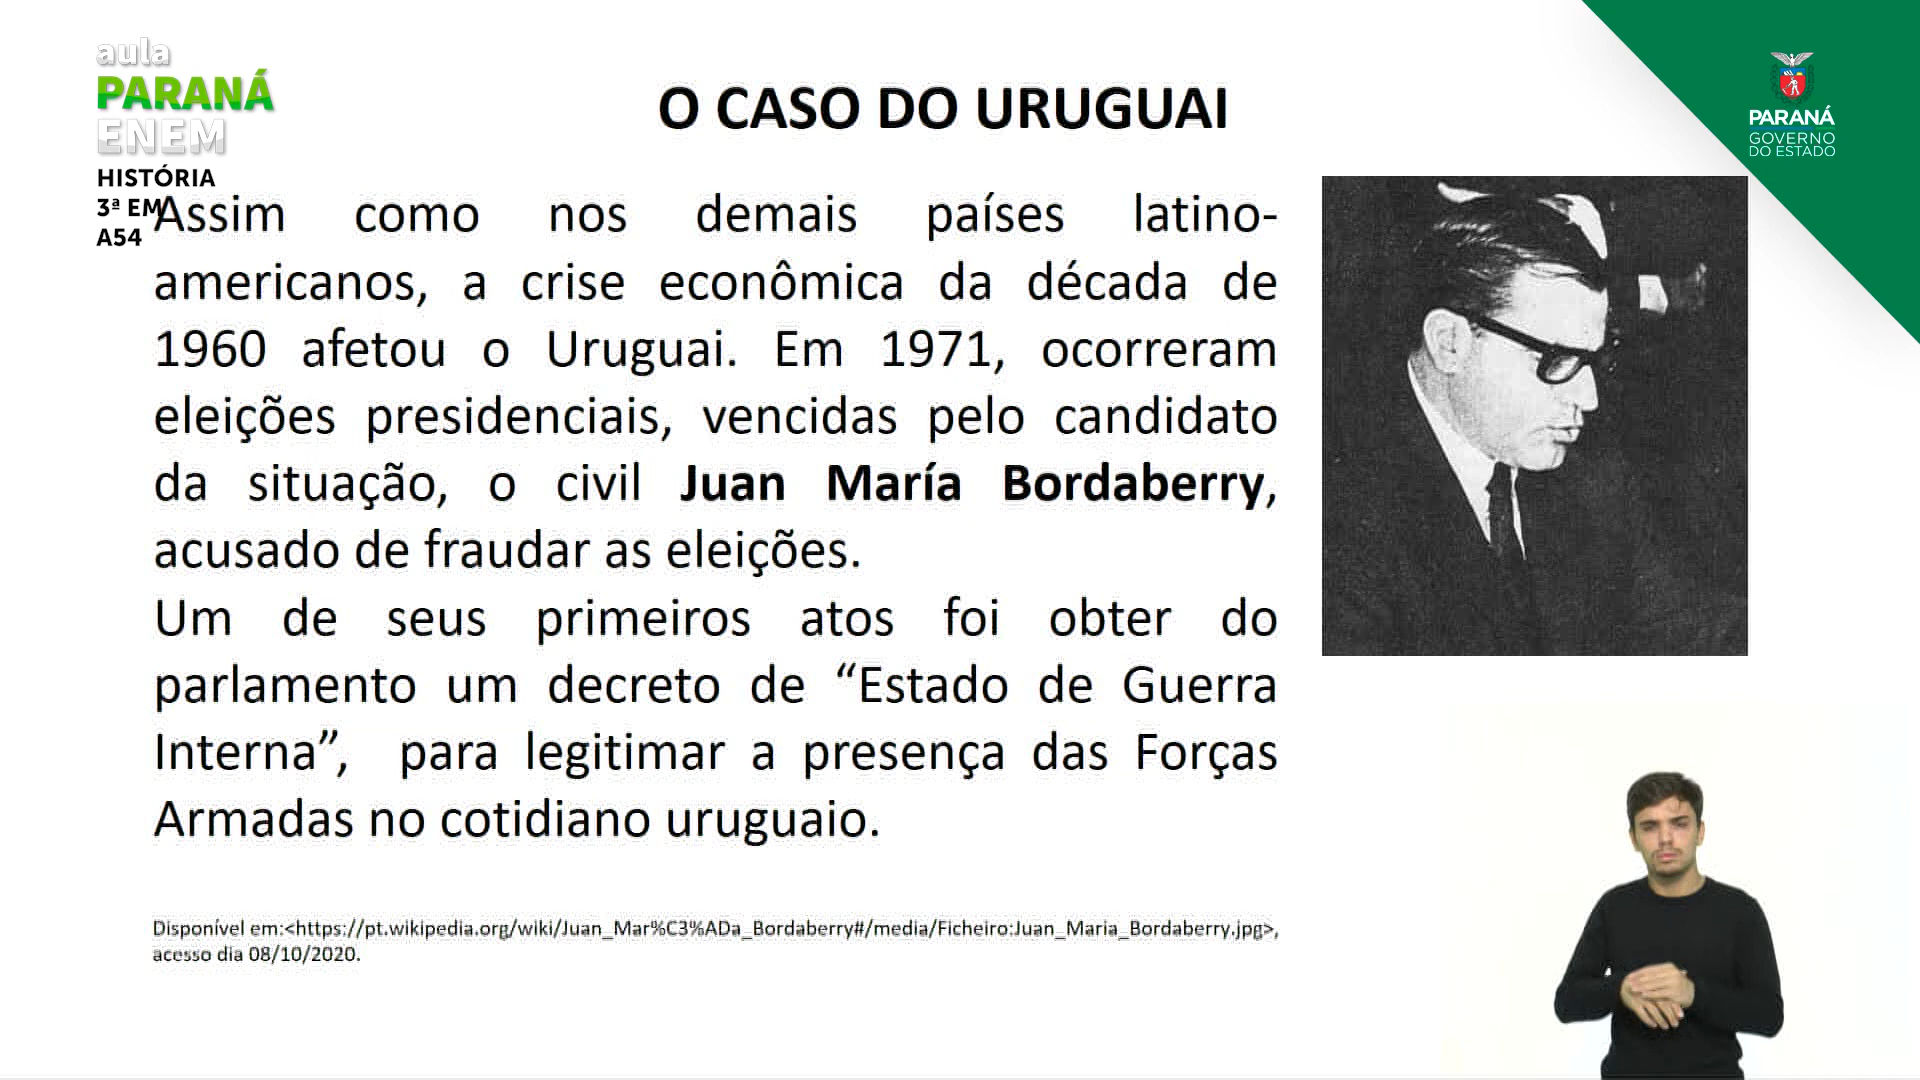 aula
PARANÁ
ENEM
HISTÓRIA
3ª EM
A54
O CASO DO URUGUAI
PARANÁ
GOVERNO
DO ESTADO
Assim como nos demais países latino-
americanos, a crise econômica da década de
1960 afetou o Uruguai. Em 1971, ocorreram
eleições presidenciais, vencidas pelo candidato
da situação, o civil Juan María Bordaberry,
acusado de fraudar as eleições.
Um de seus primeiros atos foi obter do
parlamento um decreto de “Estado de Guerra
Interna”, para legitimar a presença das Forças
Armadas no cotidiano uruguaio.
Disponível em:<https://pt.wikipedia.org/wiki/Juan_Mar%C3%ADa_Bordaberry#/media/Ficheiro:Juan_Maria_Bordaberry.jpg>,
acesso dia 08/10/2020.